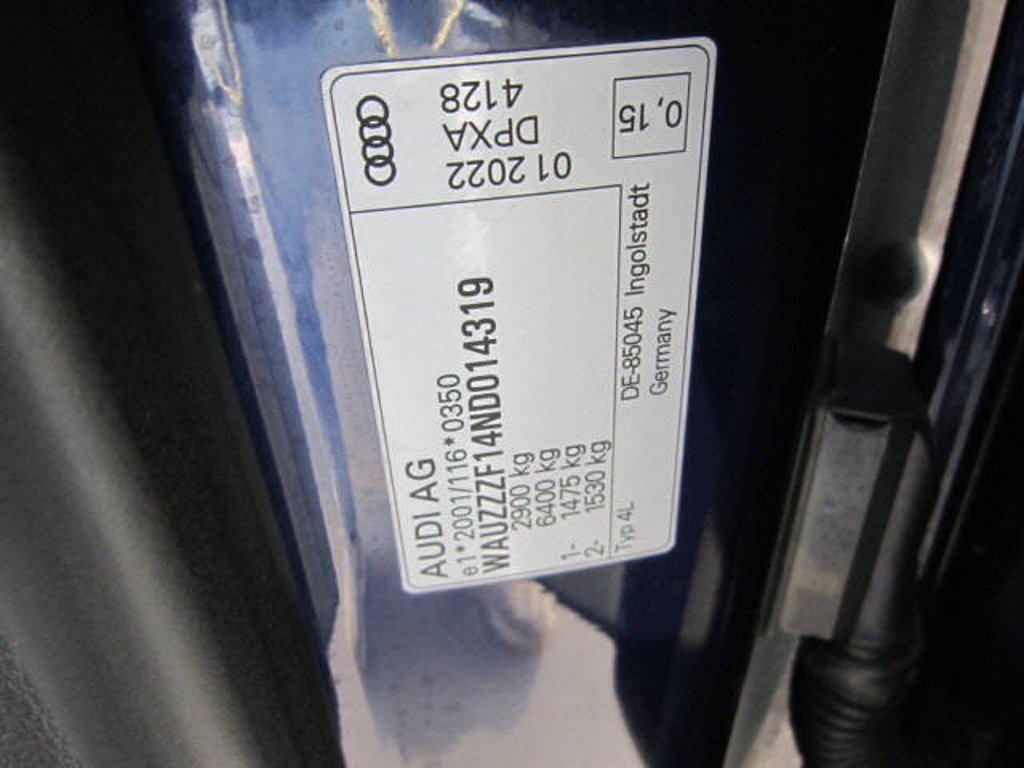 AUDI AG
e1*2001/116*0350
WAUZZZF14ND014319
2900 kg
6400 kg
1- 1475 kg
2- 1530 kg
Typ 4L
DE-85045 Ingolstadt
Germany
4128
DPXA
01 2022
0,15